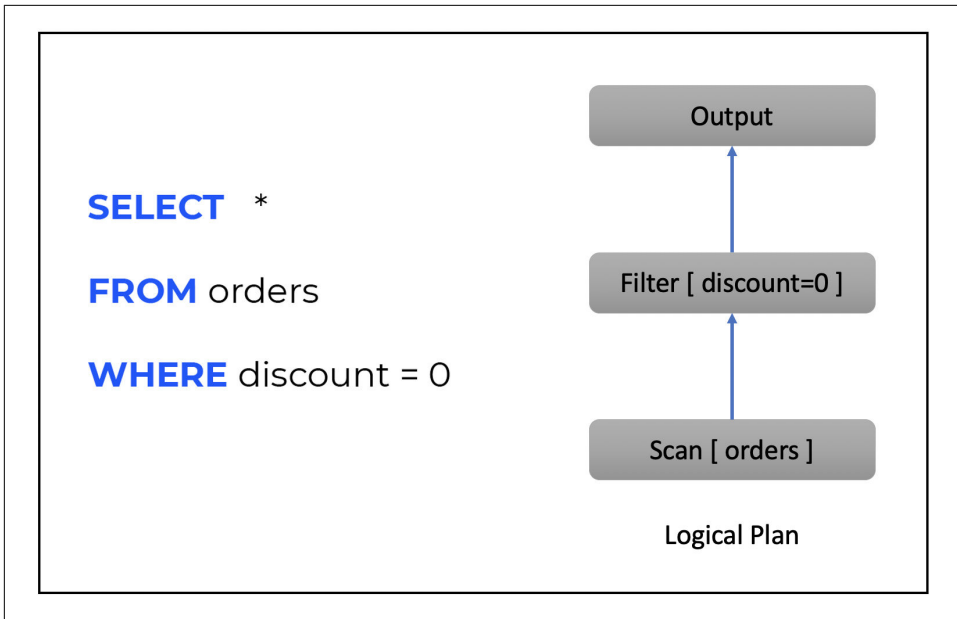 SELECT *
FROM orders
WHERE discount = 0
Output
Filter [ discount=0 ]
Scan [ orders ]
Logical Plan